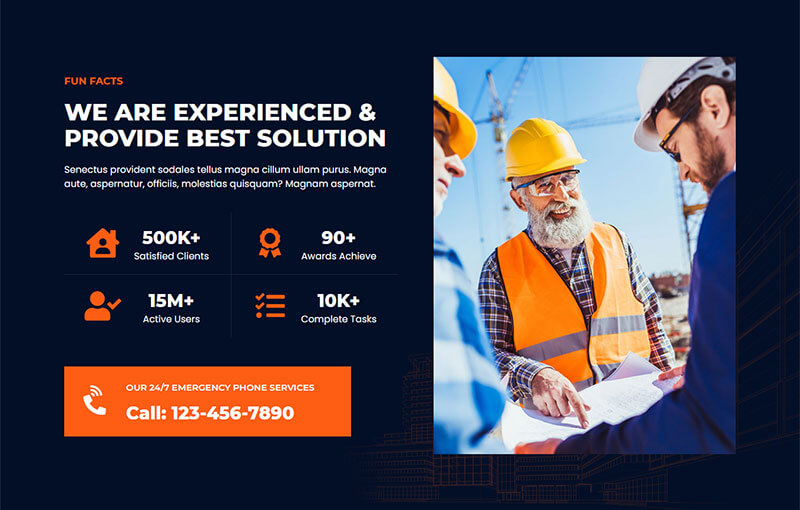 FUN FACTS
WE ARE EXPERIENCED &
PROVIDE BEST SOLUTION
Senectus provident sodales tellus magna cillum ullam purus. Magna
aute, aspernatur, officiis, molestias quisquam? Magnam aspernat.
500K+
Satisfied Clients
90+
Awards Achieve
15M+
Active Users
10K+
Complete Tasks
OUR 24/7 EMERGENCY PHONE SERVICES
Call: 123-456-7890